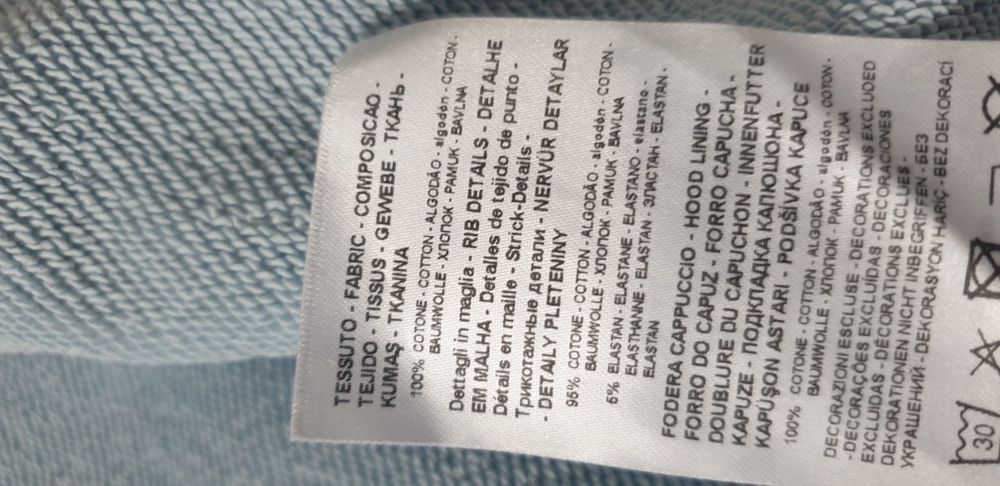 TESSUTO - FABRIC - COMPOSICAO -
TEJIDO - TISSUS - GEWEBE - ТКАНЬ -
KUMAŞ - TKANINA
100% COTONE - COTTON - ALGODÃO - algodón - COTON -
BAUMWOLLE - ХЛОПОК - PAMUK - BAVLNA
Dettagli in maglia - RIB DETAILS - DETALHE
EM MALHA - Detalles de tejido de punto -
Détails en maille - Strick-Details -
Трикотажные детали - NERVÜR DETAYLAR
- DETAILY PLETENINY
95% COTONE - COTTON - ALGODÃO - algodón - COTON -
BAUMWOLLE - ХЛОПОК - PAMUK - BAVLNA
5% ELASTAN - ELASTANE - ELASTANO - elastano -
ELASTHANNE - ELASTAN - ЭЛАСТАН - ELASTAN -
ELASTAN
FODERA CAPPUCCIO - HOOD LINING -
FORRO DO CAPUZ - FORRO CAPUCHA -
DOUBLURE DU CAPUCHON - INNENFUTTER
KAPUZE - ПОДКЛАДКА КАПЮШОНА -
KAPÜŞON ASTARI - PODŠÍVKA KAPUCE
100% COTONE - COTTON - ALGODÃO - algodón - COTON -
BAUMWOLLE - ХЛОПОК - PAMUK - BAVLNA
DECORAZIONI ESCLUSE - DECORATIONS EXCLUDED
- DECORAÇÕES EXCLUÍDAS - DECORACIONES
EXCLUIDAS - DÉCORATIONS EXCLUES -
DEKORATIONEN NICHT INBEGRIFFEN - БЕЗ
УКРАШЕНИЙ - DEKORASYON HARİÇ - BEZ DEKORACÍ
30